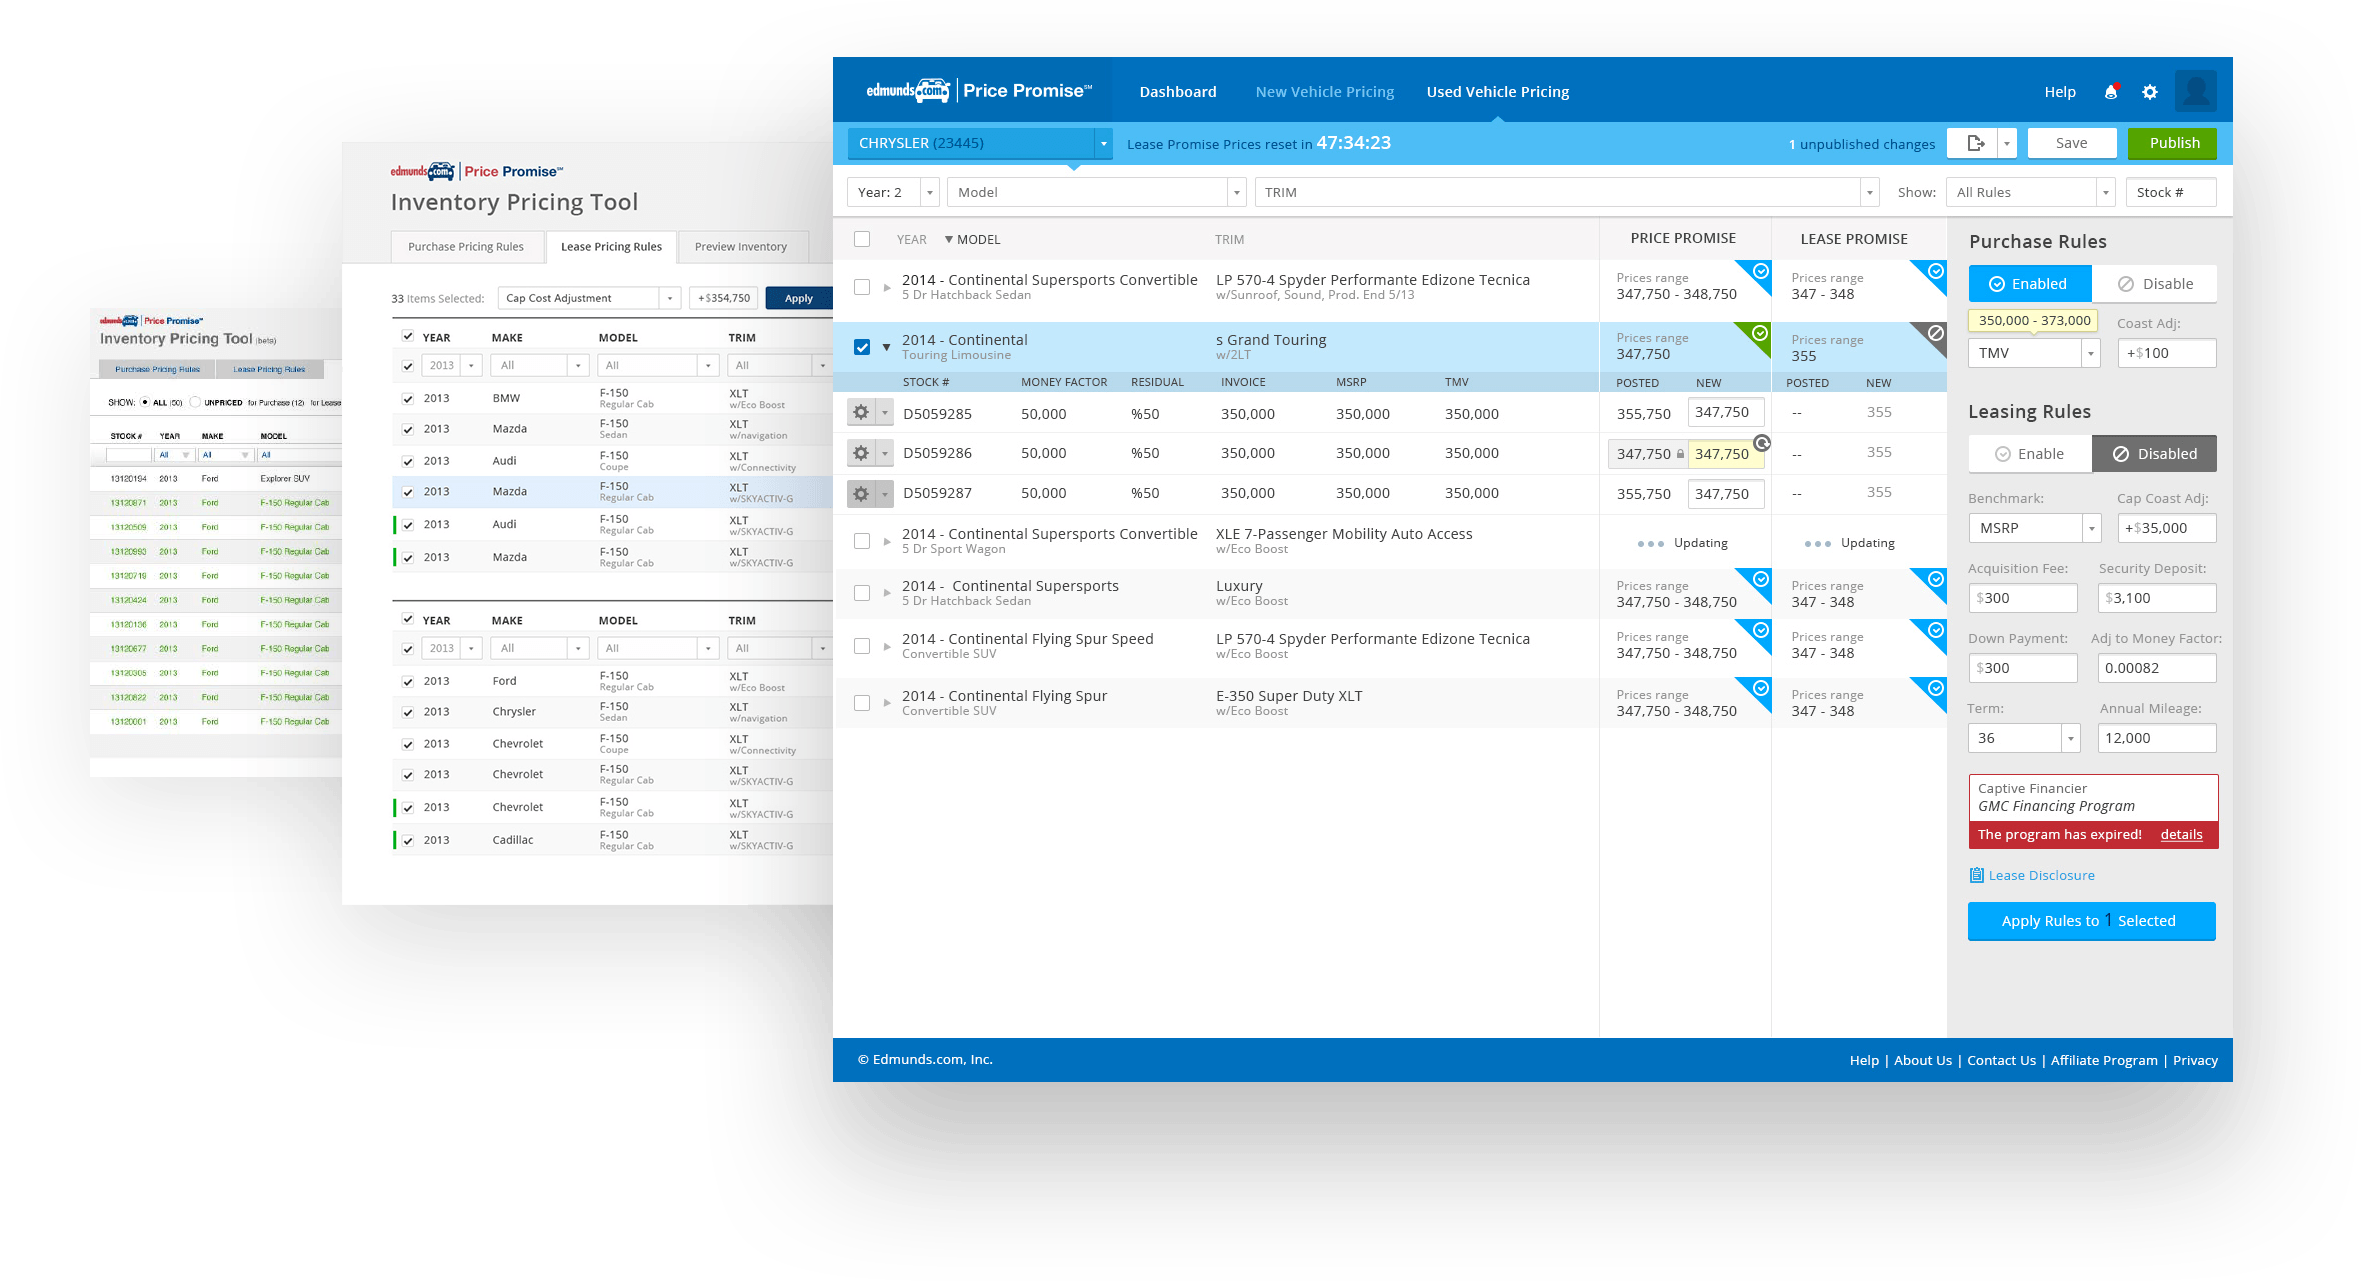 edmunds.com Price Promise℠
Inventory Pricing Tool (beta)
Purchase Pricing Rules Lease Pricing Rules
SHOW: ALL (50) UNPRICED for Purchase (12) for Lease
STOCK # YEAR MAKE MODEL
All All All
13120194 2013 Ford Explorer SUV
13120871 2013 Ford F-150 Regular Cab
13120509 2013 Ford F-150 Regular Cab
13120993 2013 Ford F-150 Regular Cab
13120719 2013 Ford F-150 Regular Cab
13120424 2013 Ford F-150 Regular Cab
13120136 2013 Ford F-150 Regular Cab
13120677 2013 Ford F-150 Regular Cab
13120305 2013 Ford F-150 Regular Cab
13120822 2013 Ford F-150 Regular Cab
13120001 2013 Ford F-150 Regular Cab
edmunds.com Price Promise℠
Inventory Pricing Tool
Purchase Pricing Rules Lease Pricing Rules Preview Inventory
33 Items Selected: Cap Cost Adjustment +$354,750 Apply
YEAR MAKE MODEL TRIM
2013 All All All
2013 BMW F-150 XLT
Regular Cab w/Eco Boost
2013 Mazda F-150 XLT
Sedan w/navigation
2013 Audi F-150 XLT
Coupe w/Connectivity
2013 Mazda F-150 XLT
Regular Cab w/SKYACTIV-G
2013 Audi F-150 XLT
Regular Cab w/SKYACTIV-G
2013 Mazda F-150 XLT
Regular Cab w/SKYACTIV-G
YEAR MAKE MODEL TRIM
2013 All All All
2013 Ford F-150 XLT
Regular Cab w/Eco Boost
2013 Chrysler F-150 XLT
Sedan w/navigation
2013 Chevrolet F-150 XLT
Coupe w/Connectivity
2013 Chevrolet F-150 XLT
Regular Cab w/SKYACTIV-G
2013 Chevrolet F-150 XLT
Regular Cab w/SKYACTIV-G
2013 Cadillac F-150 XLT
Regular Cab w/SKYACTIV-G
edmunds.com Price Promise℠ Dashboard New Vehicle Pricing Used Vehicle Pricing Help
CHRYSLER (23445) Lease Promise Prices reset in 47:34:23 1 unpublished changes Save Publish
Year: 2 Model TRIM Show: All Rules Stock #
YEAR MODEL TRIM PRICE PROMISE LEASE PROMISE
2014 - Continental Supersports Convertible LP 570-4 Spyder Performante Edizone Tecnica Prices range Prices range
5 Dr Hatchback Sedan w/Sunroof, Sound, Prod. End 5/13 347,750 - 348,750 347 - 348
2014 - Continental s Grand Touring Prices range Prices range
Touring Limousine w/2LT 347,750 355
STOCK # MONEY FACTOR RESIDUAL INVOICE MSRP TMV POSTED NEW POSTED NEW
D5059285 50,000 %50 350,000 350,000 350,000 355,750 347,750 -- 355
D5059286 50,000 %50 350,000 350,000 350,000 347,750 347,750 -- 355
D5059287 50,000 %50 350,000 350,000 350,000 355,750 347,750 -- 355
2014 - Continental Supersports Convertible XLE 7-Passenger Mobility Auto Access Updating Updating
5 Dr Sport Wagon w/Eco Boost
2014 - Continental Supersports Luxury Prices range Prices range
5 Dr Hatchback Sedan w/Eco Boost 347,750 - 348,750 347 - 348
2014 - Continental Flying Spur Speed LP 570-4 Spyder Performante Edizone Tecnica Prices range Prices range
Convertible SUV w/Eco Boost 347,750 - 348,750 347 - 348
2014 - Continental Flying Spur E-350 Super Duty XLT Prices range Prices range
Convertible SUV w/Eco Boost 347,750 - 348,750 347 - 348
Purchase Rules
Enabled Disable
350,000 - 373,000 Coast Adj:
TMV +$100
Leasing Rules
Enable Disabled
Benchmark: Cap Coast Adj:
MSRP +$35,000
Acquisition Fee: Security Deposit:
$300 $3,100
Down Payment: Adj to Money Factor:
$300 0.00082
Term: Annual Mileage:
36 12,000
Captive Financier
GMC Financing Program
The program has expired! details
Lease Disclosure
Apply Rules to 1 Selected
© Edmunds.com, Inc. Help | About Us | Contact Us | Affiliate Program | Privacy